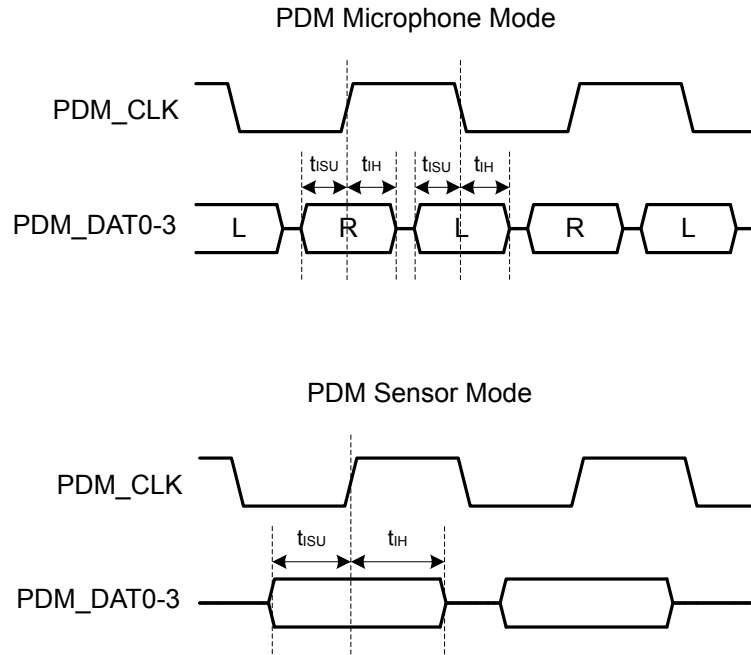 PDM Microphone Mode
PDM_CLK
tISU tIH tISU tIH
PDM_DAT0-3 L R L R L
PDM Sensor Mode
PDM_CLK
tISU tIH
PDM_DAT0-3